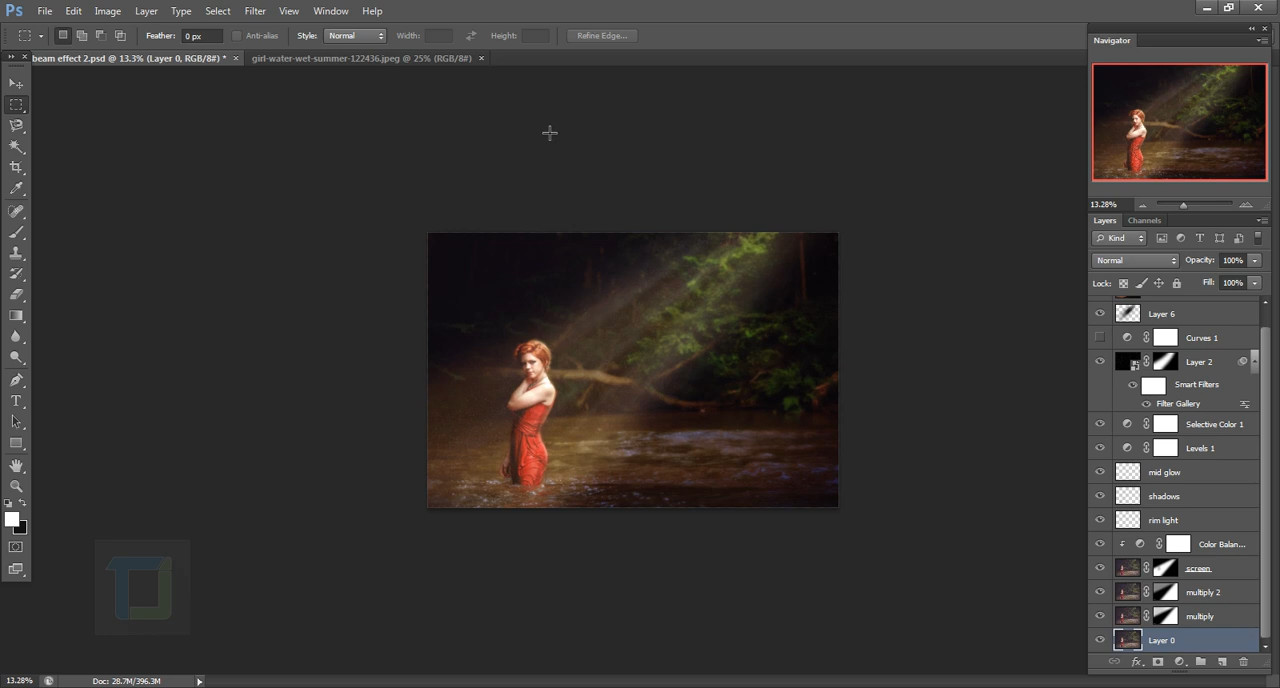 Ps File Edit Image Layer Type Select Filter View Window Help
Feather: 0 px Anti-alias Style: Normal Width: Height: Refine Edge...
beam effect 2.psd @ 13.3% (Layer 0, RGB/8#) * × girl-water-wet-summer-122436.jpeg @ 25% (RGB/8#) ×
Navigator
13.28%
Layers Channels
Kind
Normal Opacity: 100%
Lock: Fill: 100%
Layer 6
Curves 1
Layer 2
Smart Filters
Filter Gallery
Selective Color 1
Levels 1
mid glow
shadows
rim light
Color Balan...
screen
multiply 2
multiply
Layer 0
13.28% Doc: 28.7M/396.3M